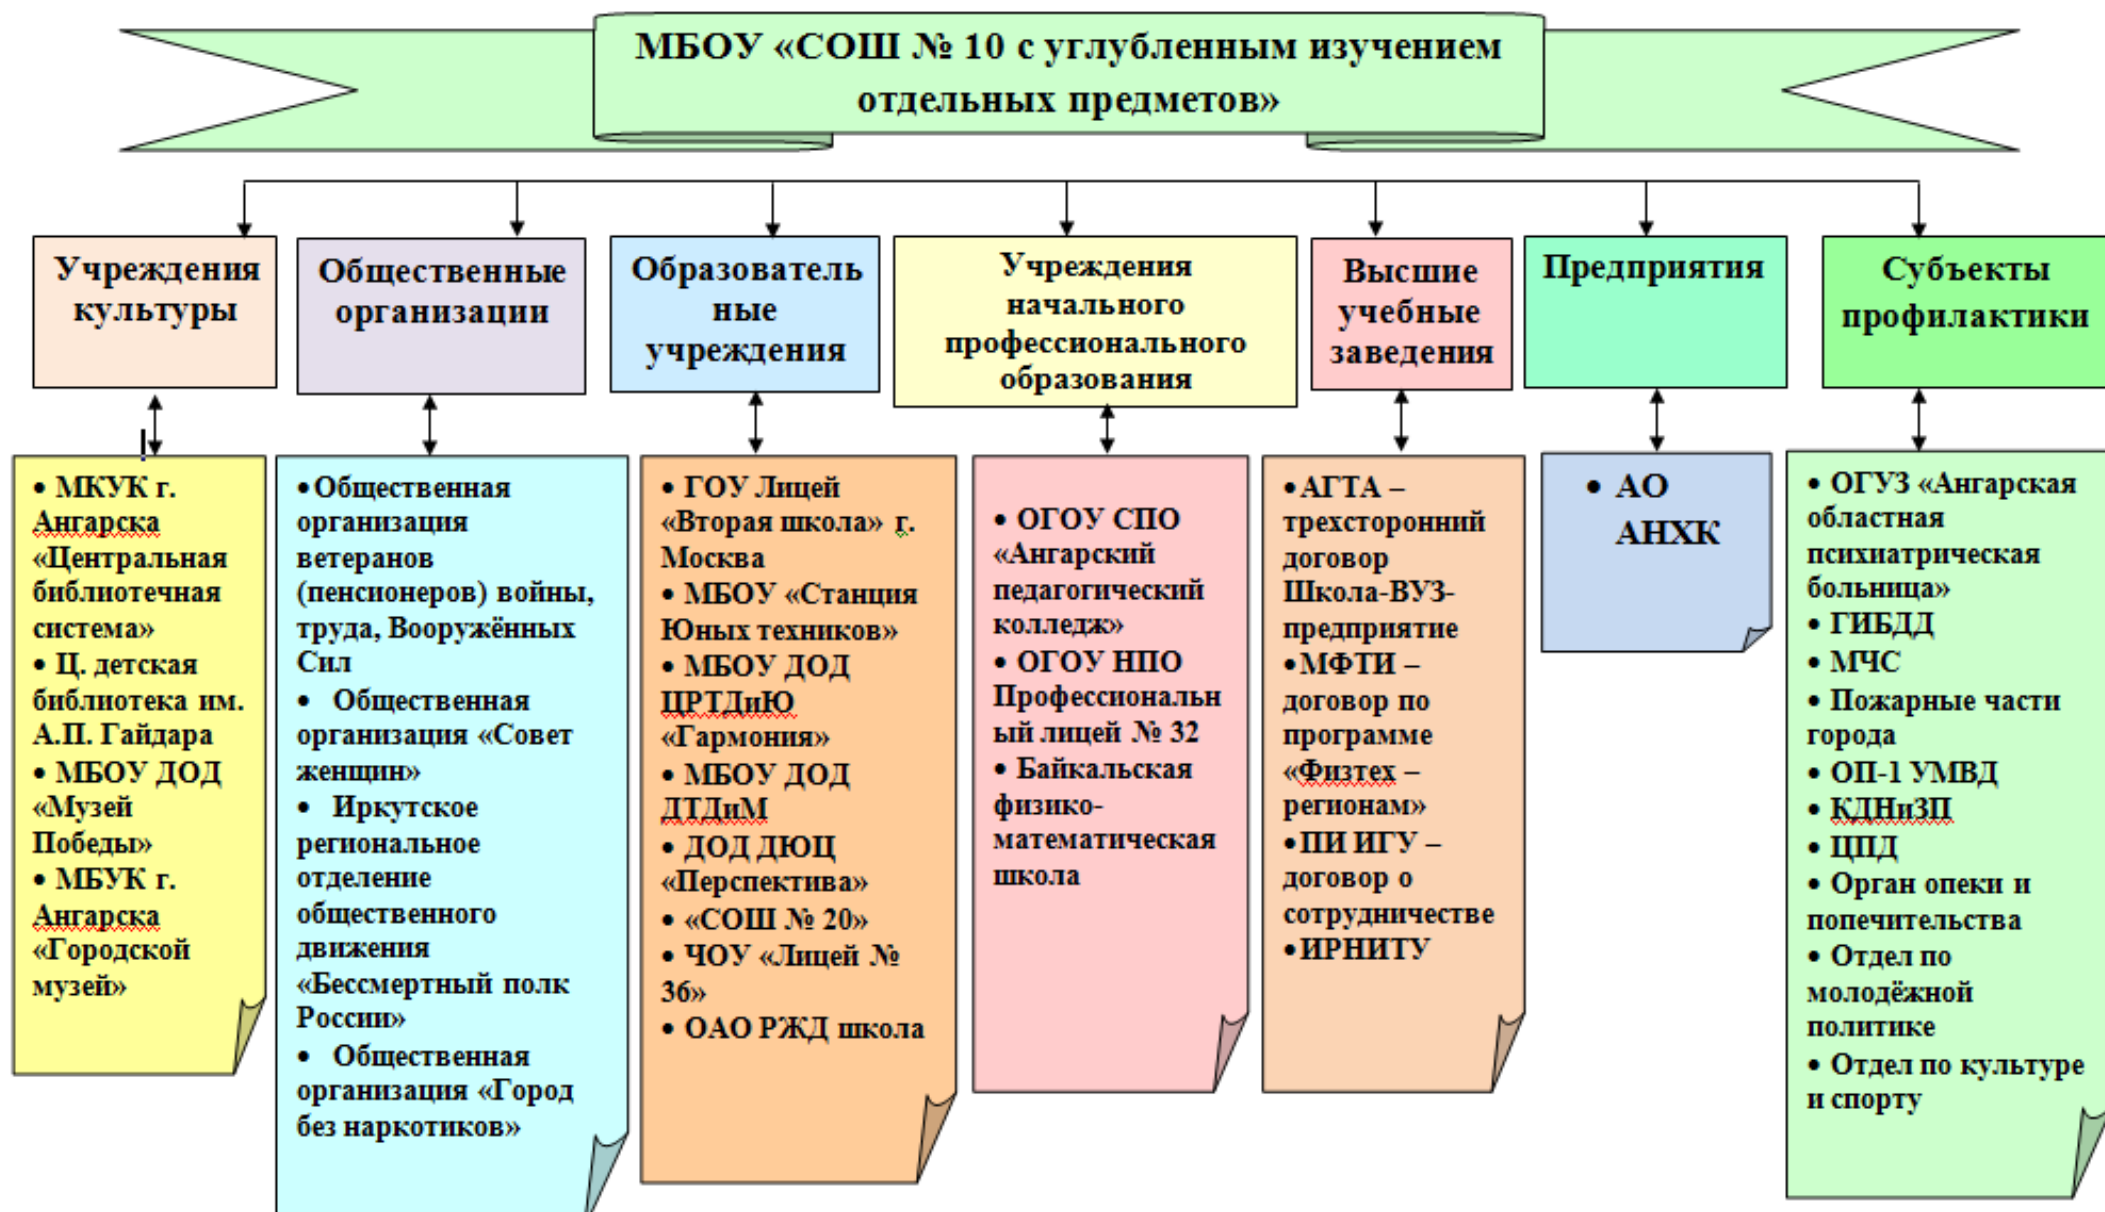 МБОУ «СОШ № 10 с углубленным изучением
отдельных предметов»
Учреждения
культуры
Общественные
организации
Образователь
ные
учреждения
Учреждения
начального
профессионального
образования
Высшие
учебные
заведения
Предприятия
Субъекты
профилактики
• МКУК г.
Ангарска
«Центральная
библиотечная
система»
• Ц. детская
библиотека им.
А.П. Гайдара
• МБОУ ДОД
«Музей
Победы»
• МБУК г.
Ангарска
«Городской
музей»
•Общественная
организация
ветеранов
(пенсионеров) войны,
труда, Вооружённых
Сил
• Общественная
организация «Совет
женщин»
• Иркутское
региональное
отделение
общественного
движения
«Бессмертный полк
России»
• Общественная
организация «Город
без наркотиков»
• ГОУ Лицей
«Вторая школа» г.
Москва
• МБОУ «Станция
Юных техников»
• МБОУ ДОД
ЦРТДиЮ
«Гармония»
• МБОУ ДОД
ДТДиМ
• ДОД ДЮЦ
«Перспектива»
• «СОШ № 20»
• ЧОУ «Лицей №
36»
• ОАО РЖД школа
• ОГОУ СПО
«Ангарский
педагогический
колледж»
• ОГОУ НПО
Профессиональн
ый лицей № 32
• Байкальская
физико-
математическая
школа
•АГТА –
трехсторонний
договор
Школа-ВУЗ-
предприятие
•МФТИ –
договор по
программе
«Физтех –
регионам»
•ПИ ИГУ –
договор о
сотрудничестве
•ИРНИТУ
• АО
АНХК
• ОГУЗ «Ангарская
областная
психиатрическая
больница»
• ГИБДД
• МЧС
• Пожарные части
города
• ОП-1 УМВД
• КДНиЗП
• ЦПД
• Орган опеки и
попечительства
• Отдел по
молодёжной
политике
• Отдел по культуре
и спорту